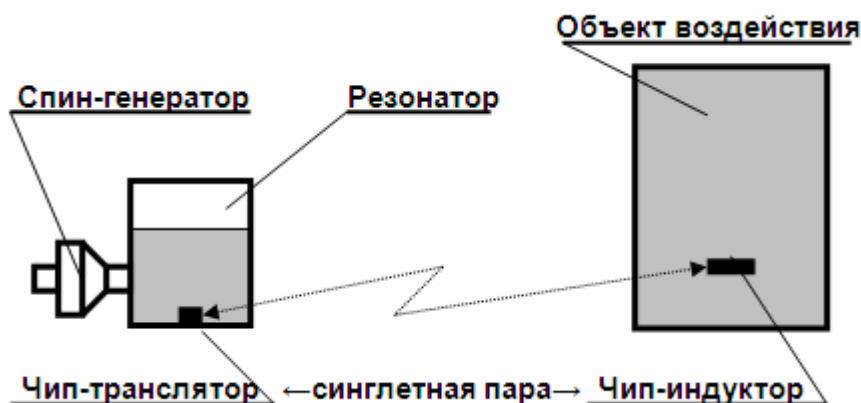 Объект воздействия
Спин-генератор
Резонатор
Чип-транслятор ←синглетная пара→ Чип-индуктор